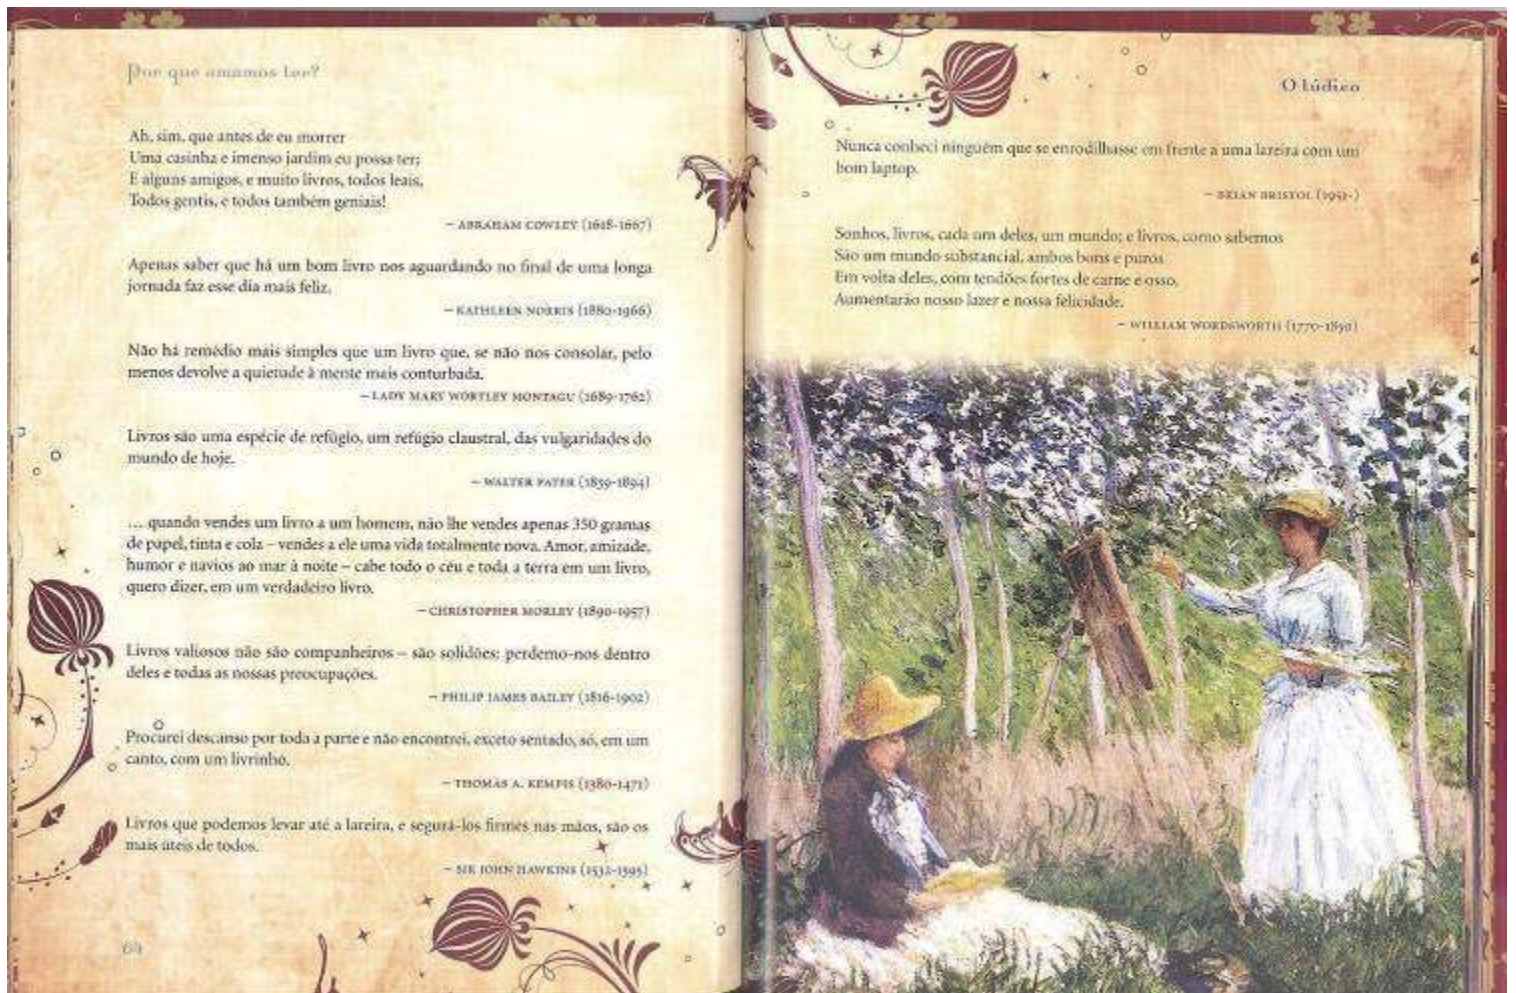 Por que amamos ler?
Ah, sim, que antes de eu morrer
Uma casinha e imenso jardim eu possa ter;
E alguns amigos, e muito livros, todos leais,
Todos gentis, e todos também geniais!
– ABRAHAM COWLEY (1618-1667)
Apenas saber que há um bom livro nos aguardando no final de uma longa
jornada faz esse dia mais feliz.
– KATHLEEN NORRIS (1880-1966)
Não há remédio mais simples que um livro que, se não nos consolar, pelo
menos devolve a quietude à mente mais conturbada.
– LADY MARY WORTLEY MONTAGU (1689-1762)
Livros são uma espécie de refúgio, um refúgio claustral, das vulgaridades do
mundo de hoje.
– WALTER PATER (1839-1894)
... quando vendes um livro a um homem, não lhe vendes apenas 350 gramas
de papel, tinta e cola – vendes a ele uma vida totalmente nova. Amor, amizade,
humor e navios ao mar à noite – cabe todo o céu e toda a terra em um livro,
quero dizer, em um verdadeiro livro.
– CHRISTOPHER MORLEY (1890-1957)
Livros valiosos não são companheiros – são solidões: perdemo-nos dentro
deles e todas as nossas preocupações.
– PHILIP JAMES BAILEY (1816-1902)
Procurei descanso por toda a parte e não encontrei, exceto sentado, só, em um
canto, com um livrinho.
– THOMAS A. KEMPIS (1380-1471)
Livros que podemos levar até a lareira, e segurá-los firmes nas mãos, são os
mais úteis de todos.
– SIR JOHN HAWKINS (1532-1595)
64
O lúdico
Nunca conheci ninguém que se enrodilhasse em frente a uma lareira com um
bom laptop.
– BRIAN BRISTOL (1951-)
Sonhos, livros, cada um deles, um mundo; e livros, como sabemos
São um mundo substancial, ambos bons e puros
Em volta deles, com tendões fortes de carne e osso,
Aumentarão nosso lazer e nossa felicidade.
– WILLIAM WORDSWORTH (1770-1850)